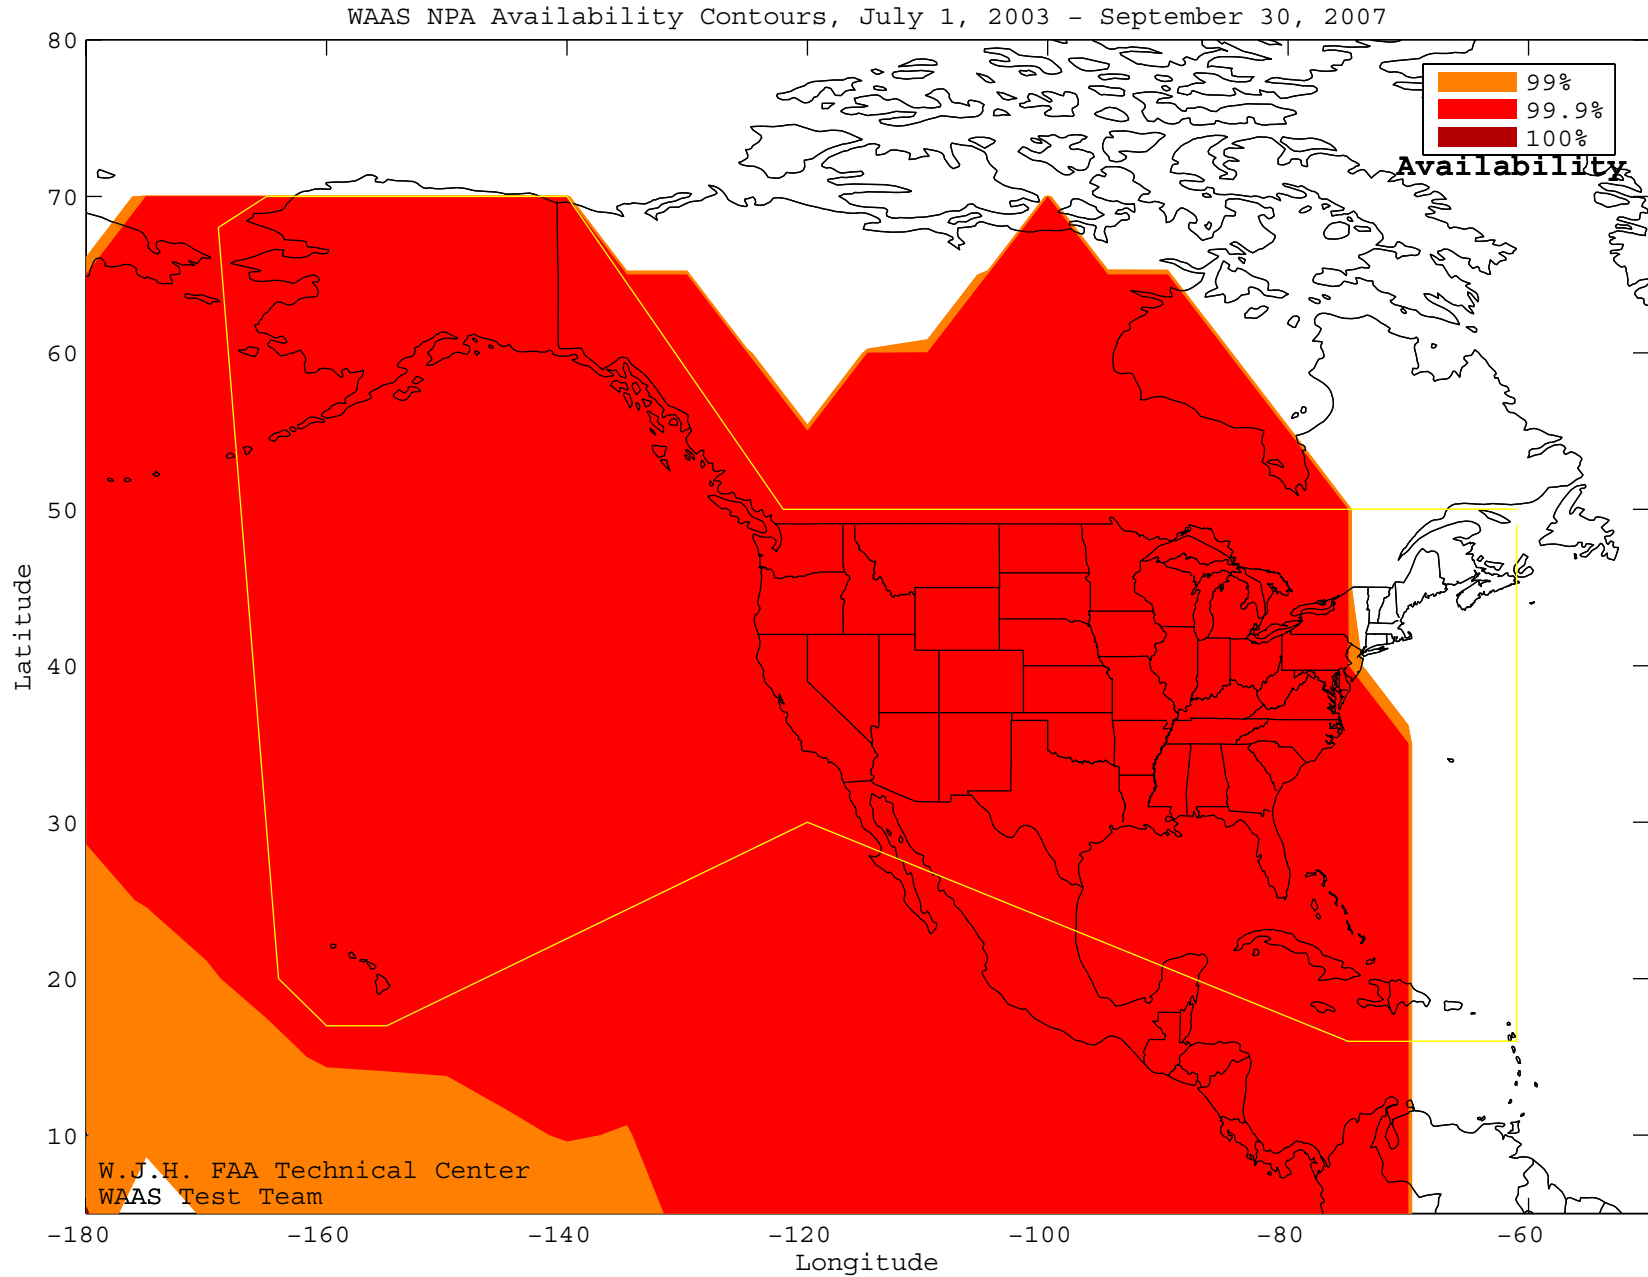 WAAS NPA Availability Contours, July 1, 2003 - September 30, 2007
80
70
60
50
40
30
20
10
Latitude
99%
99.9%
100%
Availability
W.J.H. FAA Technical Center
WAAS Test Team
-180 -160 -140 -120 -100 -80 -60
Longitude